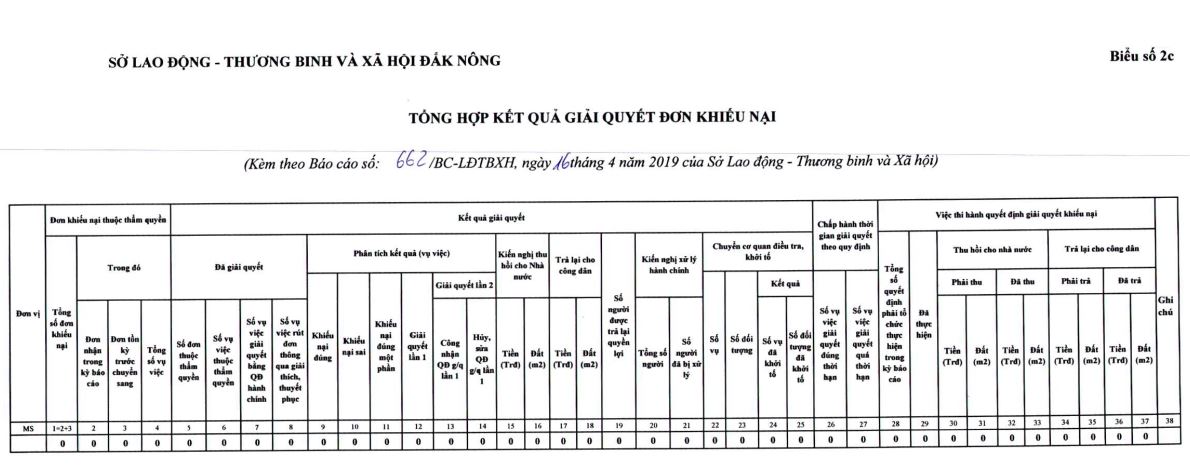 SỞ LAO ĐỘNG - THƯƠNG BINH VÀ XÃ HỘI ĐẮK NÔNG
Biểu số 2c
TỔNG HỢP KẾT QUẢ GIẢI QUYẾT ĐƠN KHIẾU NẠI
(Kèm theo Báo cáo số: 662/BC-LĐTBXH, ngày 16 tháng 4 năm 2019 của Sở Lao động - Thương binh và Xã hội)
Đơn vị
Đơn khiếu nại thuộc thẩm quyền
Tổng số đơn khiếu nại
Trong đó
Đơn nhận trong kỳ báo cáo
Đơn tồn kỳ trước chuyển sang
Tổng số vụ việc
Kết quả giải quyết
Đã giải quyết
Số đơn thuộc thẩm quyền
Số vụ việc thuộc thẩm quyền
Số vụ việc giải quyết bằng QĐ hành chính
Số vụ việc rút đơn thông qua giải thích, thuyết phục
Phân tích kết quả (vụ việc)
Khiếu nại đúng
Khiếu nại sai
Khiếu nại đúng một phần
Giải quyết lần 1
Giải quyết lần 2
Công nhận QĐ g/q lần 1
Hủy, sửa QĐ g/q lần 1
Kiến nghị thu hồi cho Nhà nước
Tiền (Trđ)
Đất (m2)
Trả lại cho công dân
Tiền (Trđ)
Đất (m2)
Số người được trả lại quyền lợi
Kiến nghị xử lý hành chính
Tổng số người
Số người đã bị xử lý
Chuyển cơ quan điều tra, khởi tố
Số vụ
Số đối tượng
Kết quả
Số vụ đã khởi tố
Số đối tượng đã khởi tố
Chấp hành thời gian giải quyết theo quy định
Số vụ việc giải quyết đúng thời hạn
Số vụ việc giải quyết quá thời hạn
Việc thi hành quyết định giải quyết khiếu nại
Tổng số quyết định phải tổ chức thực hiện trong kỳ báo cáo
Đã thực hiện
Thu hồi cho nhà nước
Phải thu
Tiền (Trđ)
Đất (m2)
Đã thu
Tiền (Trđ)
Đất (m2)
Trả lại cho công dân
Phải trả
Tiền (Trđ)
Đất (m2)
Đã trả
Tiền (Trđ)
Đất (m2)
Ghi chú
MS 1=2+3 2 3 4 5 6 7 8 9 10 11 12 13 14 15 16 17 18 19 20 21 22 23 24 25 26 27 28 29 30 31 32 33 34 35 36 37 38
0 0 0 0 0 0 0 0 0 0 0 0 0 0 0 0 0 0 0 0 0 0 0 0 0 0 0 0 0 0 0 0 0 0 0 0 0